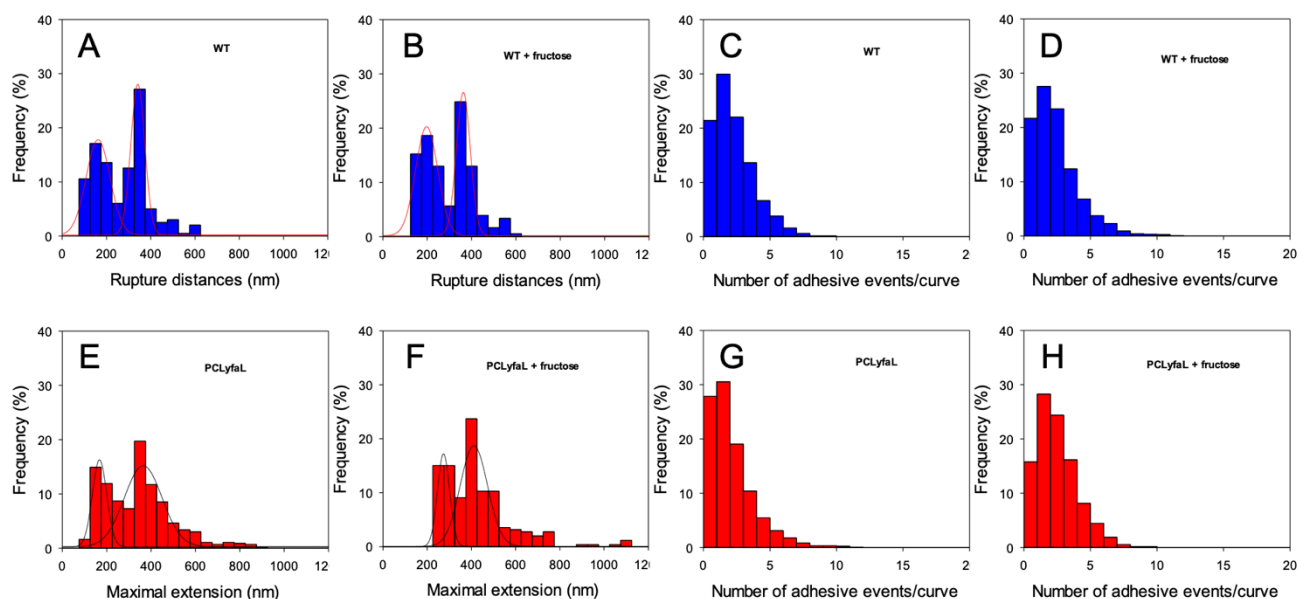 A
WT
Frequency (%)
40
30
20
10
0
0 200 400 600 800 1000 120
Rupture distances (nm)
B
WT + fructose
Frequency (%)
40
30
20
10
0
0 200 400 600 800 1000 1200
Rupture distances (nm)
C
WT
Frequency (%)
40
30
20
10
0
0 5 10 15 2
Number of adhesive events/curve
D
WT + fructose
Frequency (%)
40
30
20
10
0
0 5 10 15 20
Number of adhesive events/curve
E
PCLyfaL
Frequency (%)
40
30
20
10
0
0 200 400 600 800 1000 120
Maximal extension (nm)
F
PCLyfaL + fructose
Frequency (%)
40
30
20
10
0
0 200 400 600 800 1000 120
Maximal extension (nm)
G
PCLyfaL
Frequency (%)
40
30
20
10
0
0 5 10 15 2
Number of adhesive events/curve
H
PCLyfaL + fructose
Frequency (%)
40
30
20
10
0
0 5 10 15 20
Number of adhesive events/curve